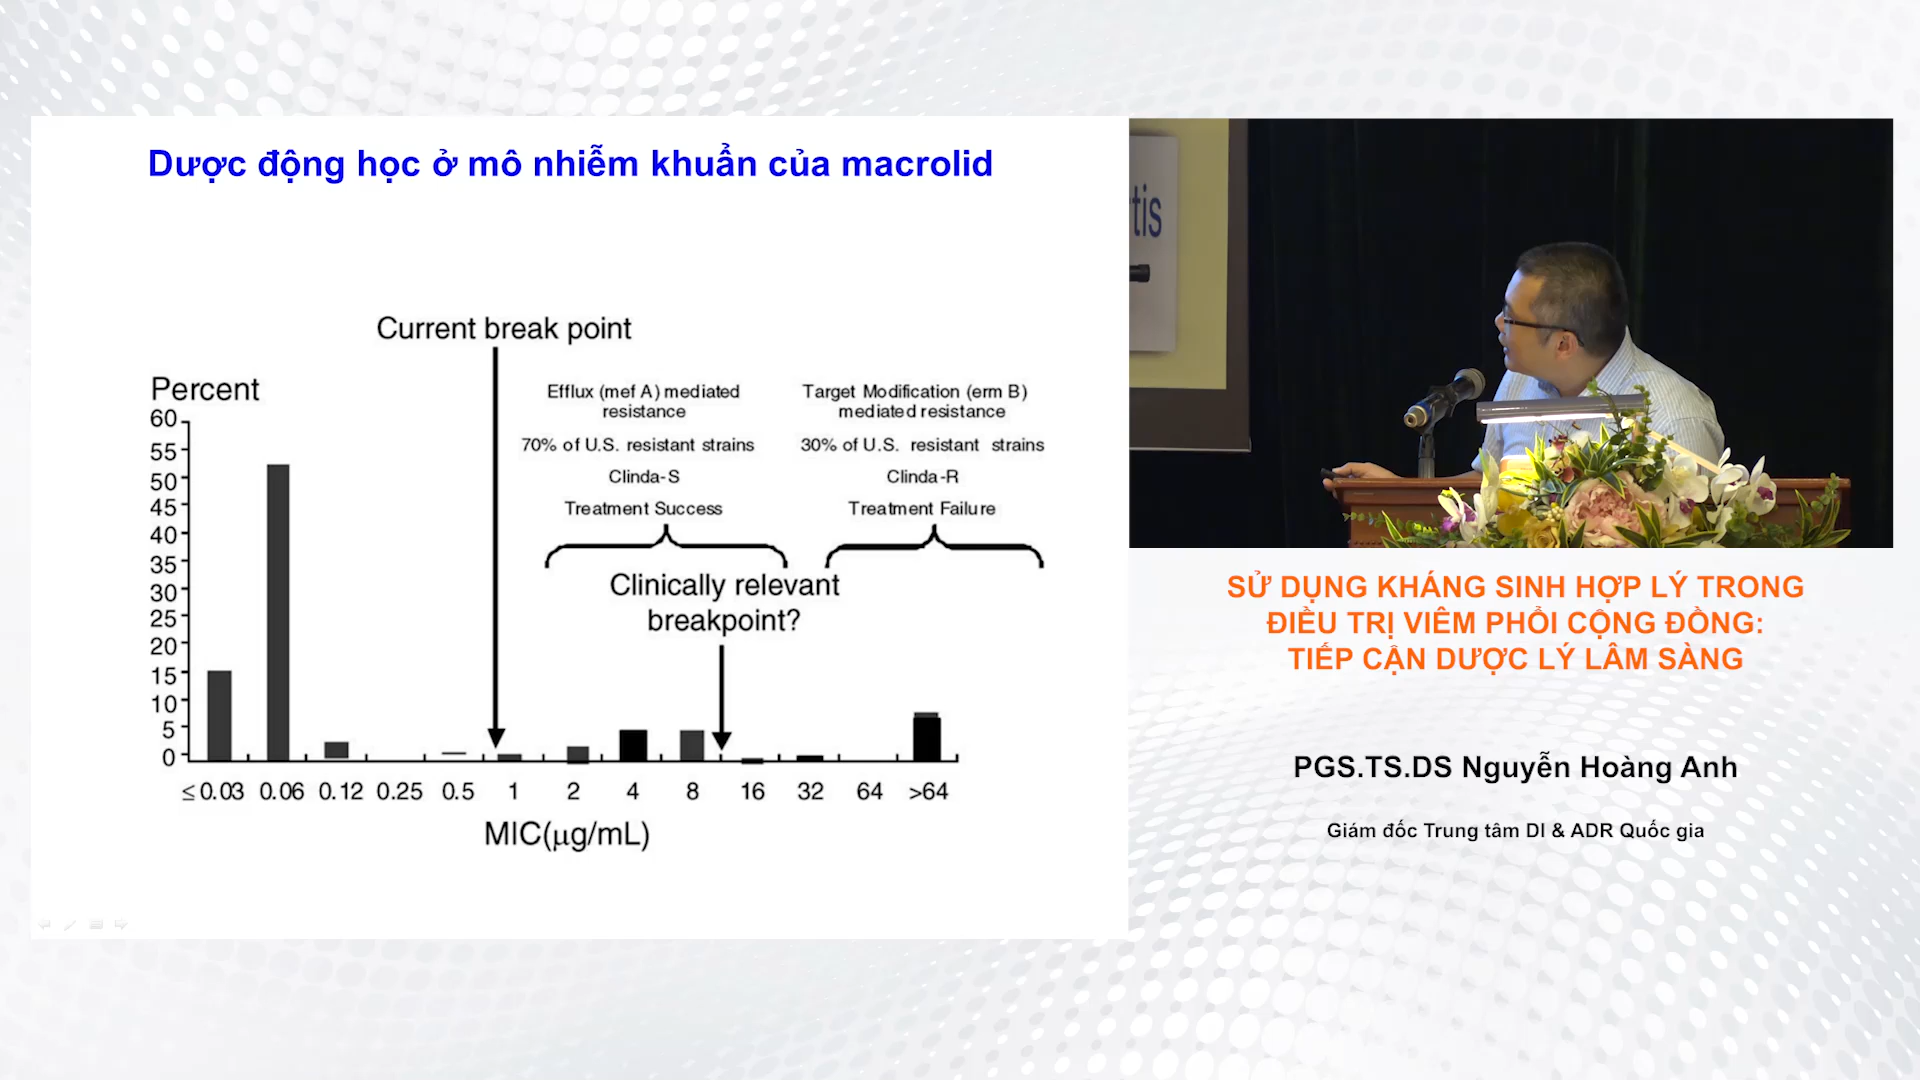 Dược động học ở mô nhiễm khuẩn của macrolid
Current break point
Percent
Efflux (mef A) mediated
resistance
70% of U.S. resistant strains
Clinda-S
Treatment Success
Target Modification (erm B)
mediated resistance
30% of U.S. resistant strains
Clinda-R
Treatment Failure
Clinically relevant
breakpoint?
60
55
50
45
40
35
30
25
20
15
10
5
0
≤0.03 0.06 0.12 0.25 0.5 1 2 4 8 16 32 64 >64
MIC(μg/mL)
tis
SỬ DỤNG KHÁNG SINH HỢP LÝ TRONG
ĐIỀU TRỊ VIÊM PHỔI CỘNG ĐỒNG:
TIẾP CẬN DƯỢC LÝ LÂM SÀNG
PGS.TS.DS Nguyễn Hoàng Anh
Giám đốc Trung tâm DI & ADR Quốc gia